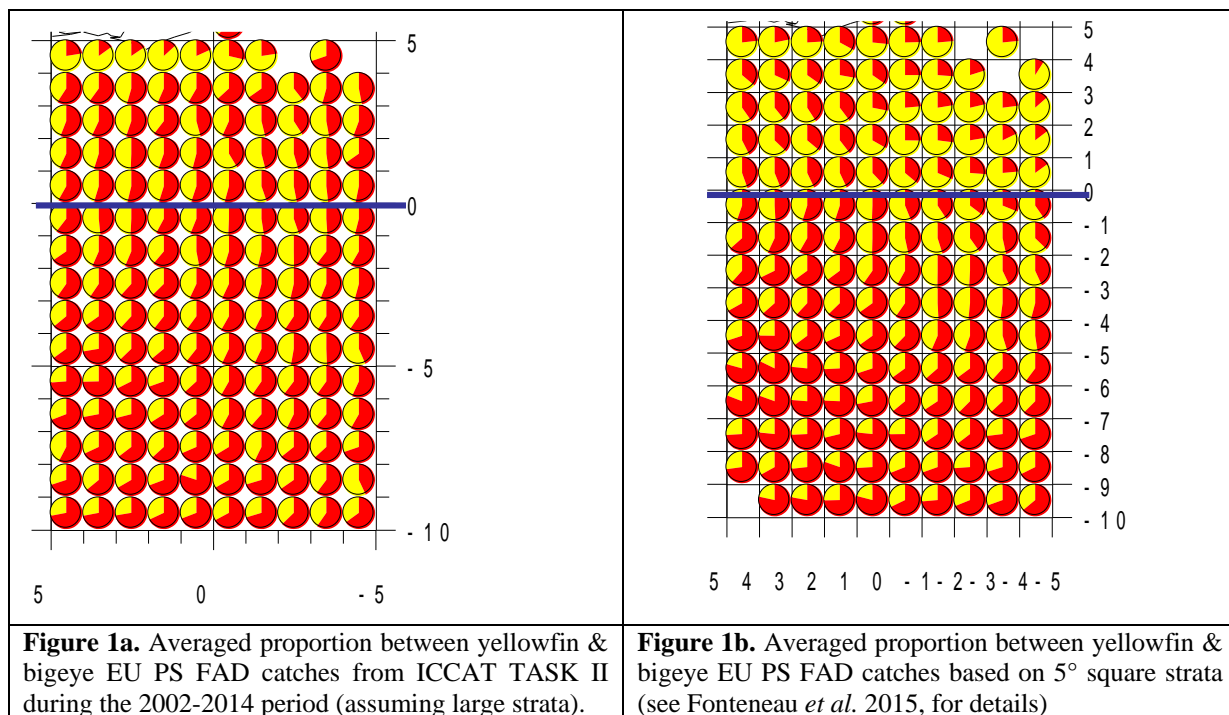 5
0
- 5
- 10
5 0 - 5
5
4
3
2
1
0
- 1
- 2
- 3
- 4
- 5
- 6
- 7
- 8
- 9
- 10
5 4 3 2 1 0 - 1 - 2 - 3 - 4 - 5
Figure 1a. Averaged proportion between yellowfin &
bigeye EU PS FAD catches from ICCAT TASK II
during the 2002-2014 period (assuming large strata).
Figure 1b. Averaged proportion between yellowfin &
bigeye EU PS FAD catches based on 5° square strata
(see Fonteneau et al. 2015, for details)